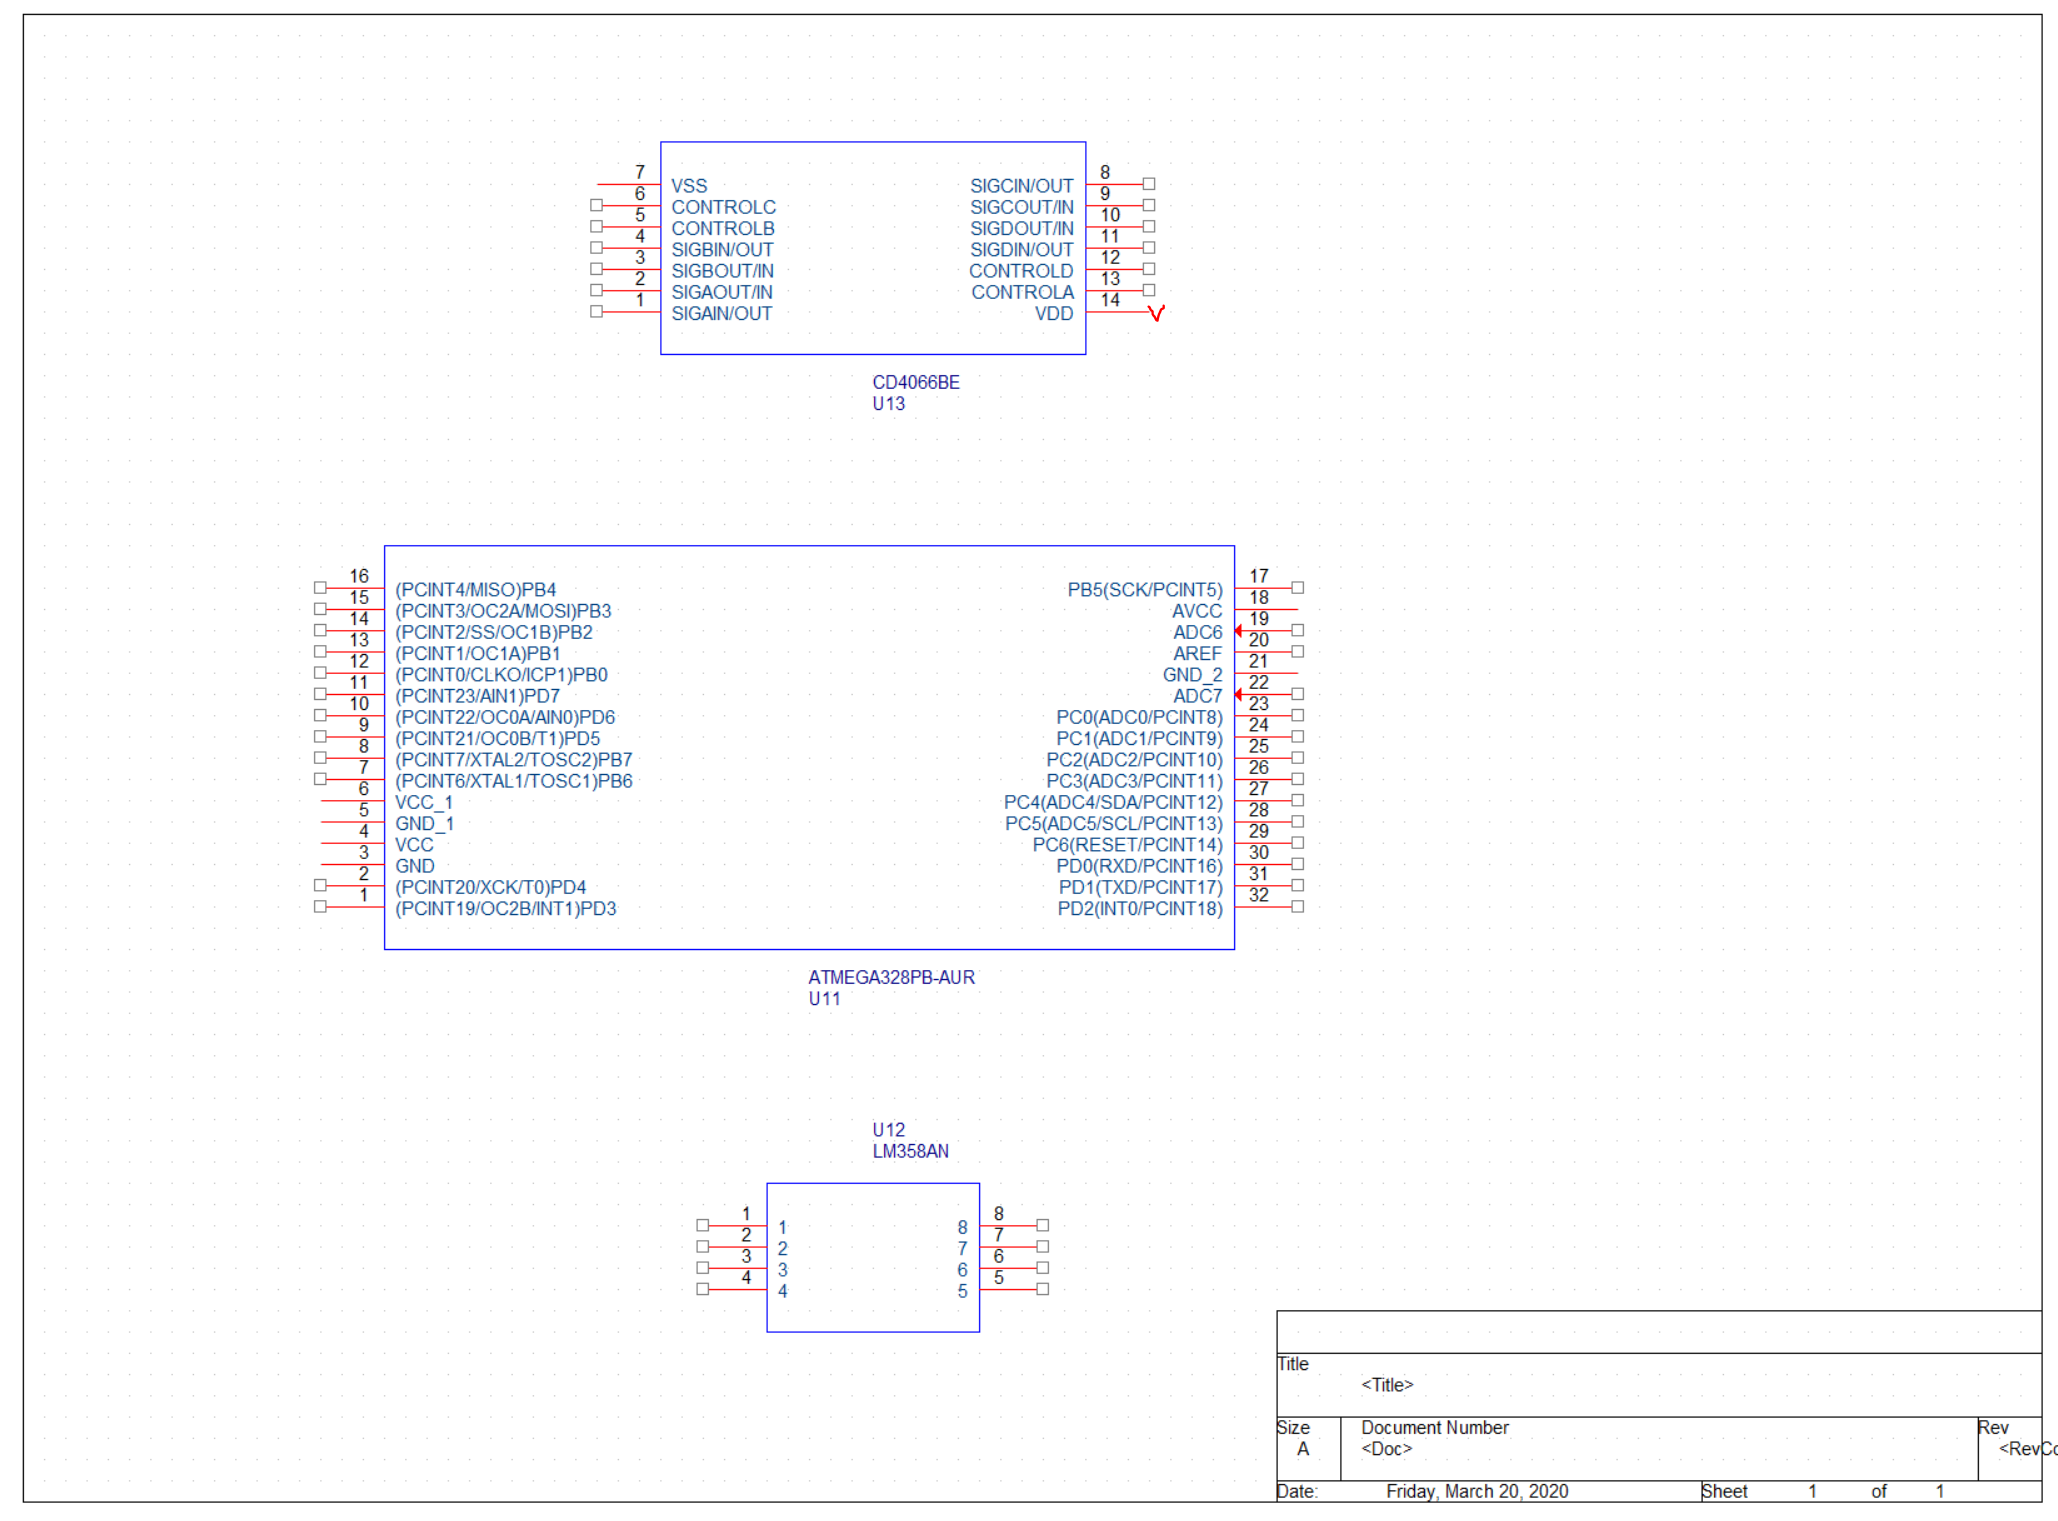 7 VSS SIGCIN/OUT 8
6 CONTROLC SIGCOUT/IN 9
5 CONTROLB SIGDOUT/IN 10
4 SIGBIN/OUT SIGDIN/OUT 11
3 SIGBOUT/IN CONTROLD 12
2 SIGAOUT/IN CONTROLA 13
1 SIGAIN/OUT VDD 14
CD4066BE
U13
16 (PCINT4/MISO)PB4 PB5(SCK/PCINT5) 17
15 (PCINT3/OC2A/MOSI)PB3 AVCC 18
14 (PCINT2/SS/OC1B)PB2 ADC6 19
13 (PCINT1/OC1A)PB1 AREF 20
12 (PCINT0/CLKO/ICP1)PB0 GND_2 21
11 (PCINT23/AIN1)PD7 ADC7 22
10 (PCINT22/OC0A/AIN0)PD6 PC0(ADC0/PCINT8) 23
9 (PCINT21/OC0B/T1)PD5 PC1(ADC1/PCINT9) 24
8 (PCINT7/XTAL2/TOSC2)PB7 PC2(ADC2/PCINT10) 25
7 (PCINT6/XTAL1/TOSC1)PB6 PC3(ADC3/PCINT11) 26
6 VCC_1 PC4(ADC4/SDA/PCINT12) 27
5 GND_1 PC5(ADC5/SCL/PCINT13) 28
4 VCC PC6(RESET/PCINT14) 29
3 GND PD0(RXD/PCINT16) 30
2 (PCINT20/XCK/T0)PD4 PD1(TXD/PCINT17) 31
1 (PCINT19/OC2B/INT1)PD3 PD2(INT0/PCINT18) 32
ATMEGA328PB-AUR
U11
U12
LM358AN
1 1 8 8
2 2 7 7
3 3 6 6
4 4 5 5
Title
<Title>
Size Document Number Rev
A <Doc> <RevCo
Date: Friday, March 20, 2020 Sheet 1 of 1